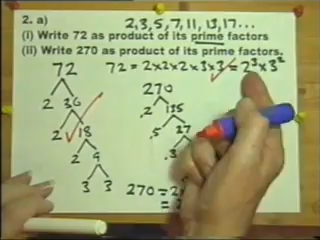 2. a) 2,3,5,7,11,13,17...
(i) Write 72 as product of its prime factors
(ii) Write 270 as product of its prime factors.
72 72 = 2×2×2×3×3 = 2³×3²
2 36
2 18
2 9
3 3
270
2 135
5 27
3
270 = 2
= 2